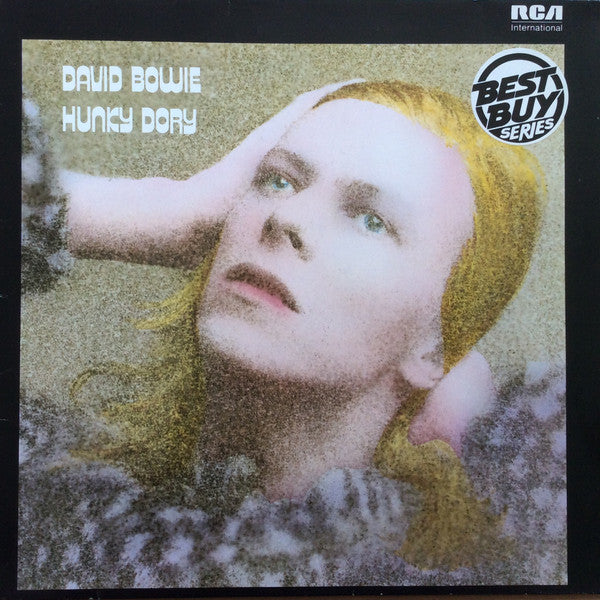 RCA
International
DAVID BOWIE
HUNKY DORY
BEST
BUY
SERIES